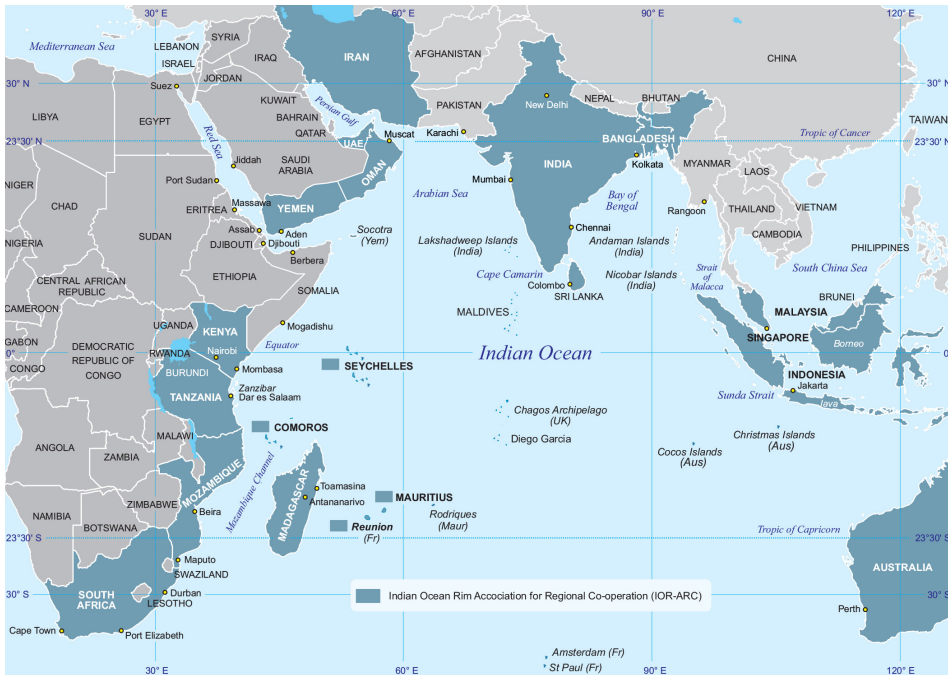 30° E
60° E
90° E
120° E
Mediterranean Sea
LEBANON
SYRIA
ISRAEL
IRAQ
IRAN
AFGHANISTAN
CHINA
JORDAN
30° N
30° N
Suez
KUWAIT
Persian Gulf
PAKISTAN
New Delhi
NEPAL
BHUTAN
LIBYA
EGYPT
BAHRAIN
QATAR
Muscat
Karachi
TAIWAN
Red Sea
UAE
BANGLADESH
Tropic of Cancer
23°30' N
23°30' N
Jiddah
SAUDI
ARABIA
OMAN
INDIA
Kolkata
MYANMAR
LAOS
Port Sudan
Mumbai
Arabian Sea
Bay of
Bengal
NIGER
CHAD
Massawa
ERITREA
YEMEN
Rangoon
THAILAND
VIETNAM
SUDAN
Assab
Aden
Socotra
(Yem)
Chennai
CAMBODIA
NIGERIA
DJIBOUTI
Djibouti
Lakshadweep Islands
(India)
Andaman Islands
(India)
PHILIPPINES
Berbera
ETHIOPIA
Cape Camarin
Nicobar Islands
(India)
Strait
of
Malacca
South China Sea
CENTRAL AFRICAN
REPUBLIC
SOMALIA
Colombo
SRI LANKA
BRUNEI
CAMEROON
MALDIVES
MALAYSIA
UGANDA
KENYA
Mogadishu
SINGAPORE
GABON
DEMOCRATIC
REPUBLIC OF
CONGO
Equator
Indian Ocean
Borneo
RWANDA
Nairobi
0°
0
CONGO
BURUNDI
Mombasa
SEYCHELLES
INDONESIA
TANZANIA
Zanzibar
Dar es Salaam
Jakarta
Sunda Strait
Java
Chagos Archipelago
(UK)
COMOROS
MALAWI
Diego Garcia
Christmas Islands
(Aus)
ANGOLA
ZAMBIA
Cocos Islands
(Aus)
MOZAMBIQUE
Mozambique Channel
MADAGASCAR
Toamasina
Antananarivo
MAURITIUS
ZIMBABWE
Beira
Rodriques
(Maur)
NAMIBIA
BOTSWANA
Reunion
(Fr)
Tropic of Capricorn
23°30' S
23°30' S
Maputo
SWAZILAND
AUSTRALIA
30° S
30° S
SOUTH
AFRICA
Durban
LESOTHO
Indian Ocean Rim Accociation for Regional Co-operation (IOR-ARC)
Perth
Cape Town
Port Elizabeth
Amsterdam (Fr)
St Paul (Fr)
30° E
60° E
90° E
120° E